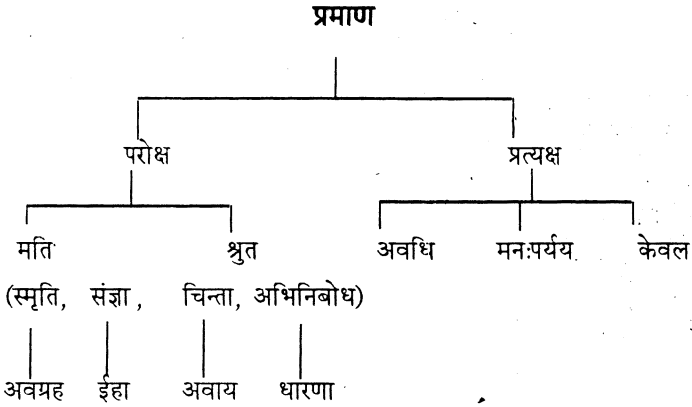 प्रमाण
परोक्ष प्रत्यक्ष
मति श्रुत अवधि मनःपर्यय केवल
(स्मृति, संज्ञा , चिन्ता, अभिनिबोध)
अवग्रह ईहा अवाय धारणा